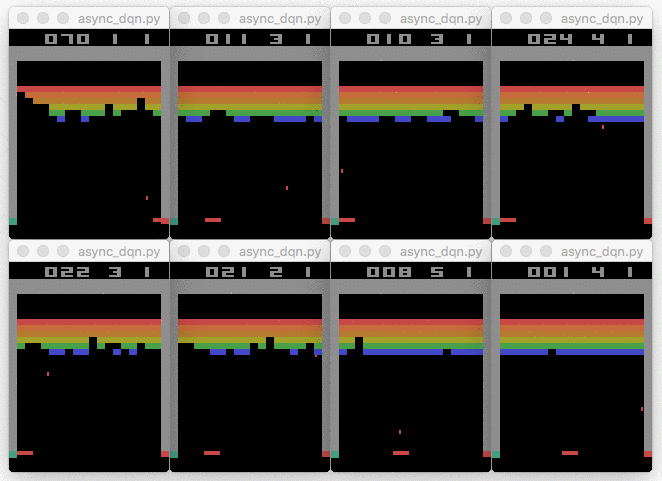 async_dqn.py async_dqn.py async_dqn.py async_dqn.py
070 1 1 011 3 1 010 3 1 024 4 1
async_dqn.py async_dqn.py async_dqn.py async_dqn.py
022 3 1 021 2 1 008 5 1 001 4 1